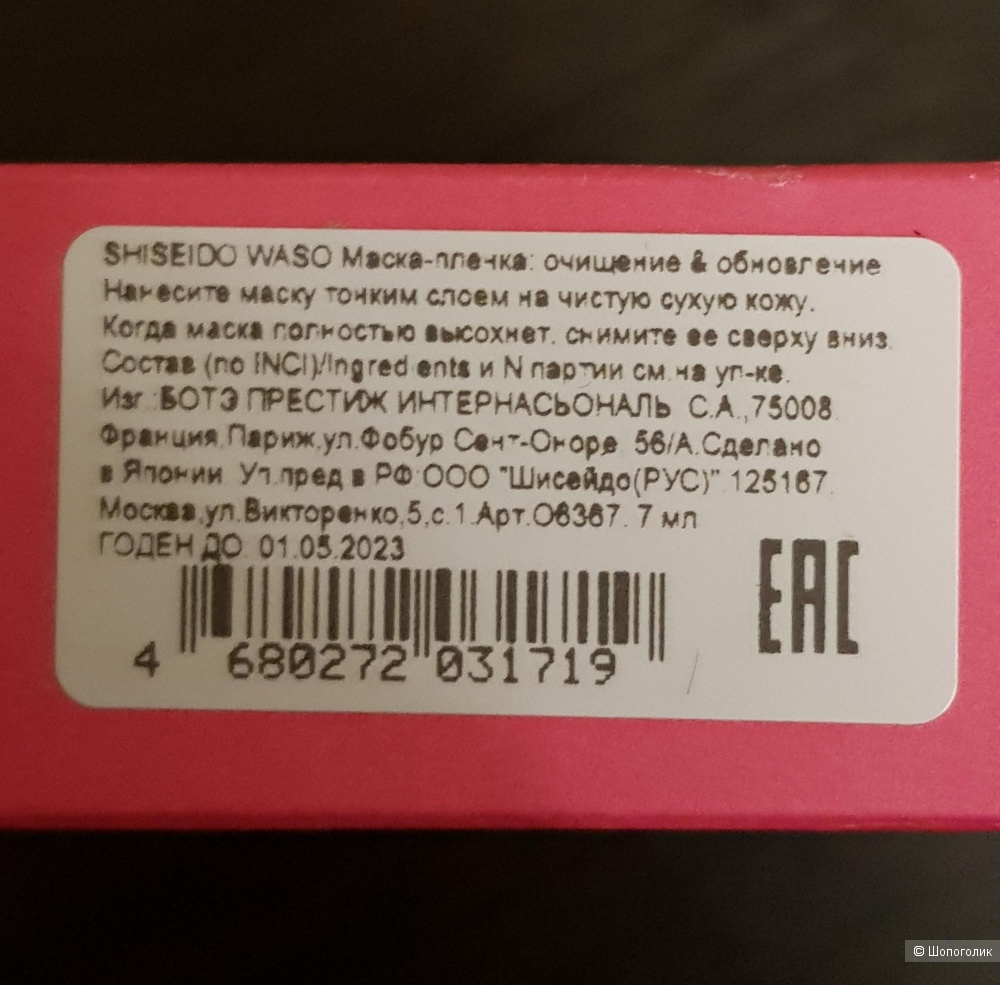 SHISEIDO WASO Маска-пленка: очищение & обновление
Нанесите маску тонким слоем на чистую сухую кожу.
Когда маска полностью высохнет, снимите ее сверху вниз.
Состав (по INCI)/Ingredients и N партии см.на уп-ке.
Изг.:БОТЭ ПРЕСТИЖ ИНТЕРНАСЬОНАЛЬ С.А.,75008
Франция,Париж,ул.Фобур Сент-Оноре 56/А.Сделано
в Японии. Уп.пред в РФ:ООО "Шисейдо(РУС)" 125167,
Москва,ул.Викторенко,5,с.1.Арт.06367. 7 мл
ГОДЕН ДО: 01.05.2023
EAC
4 680272 031719
© Шопоголик